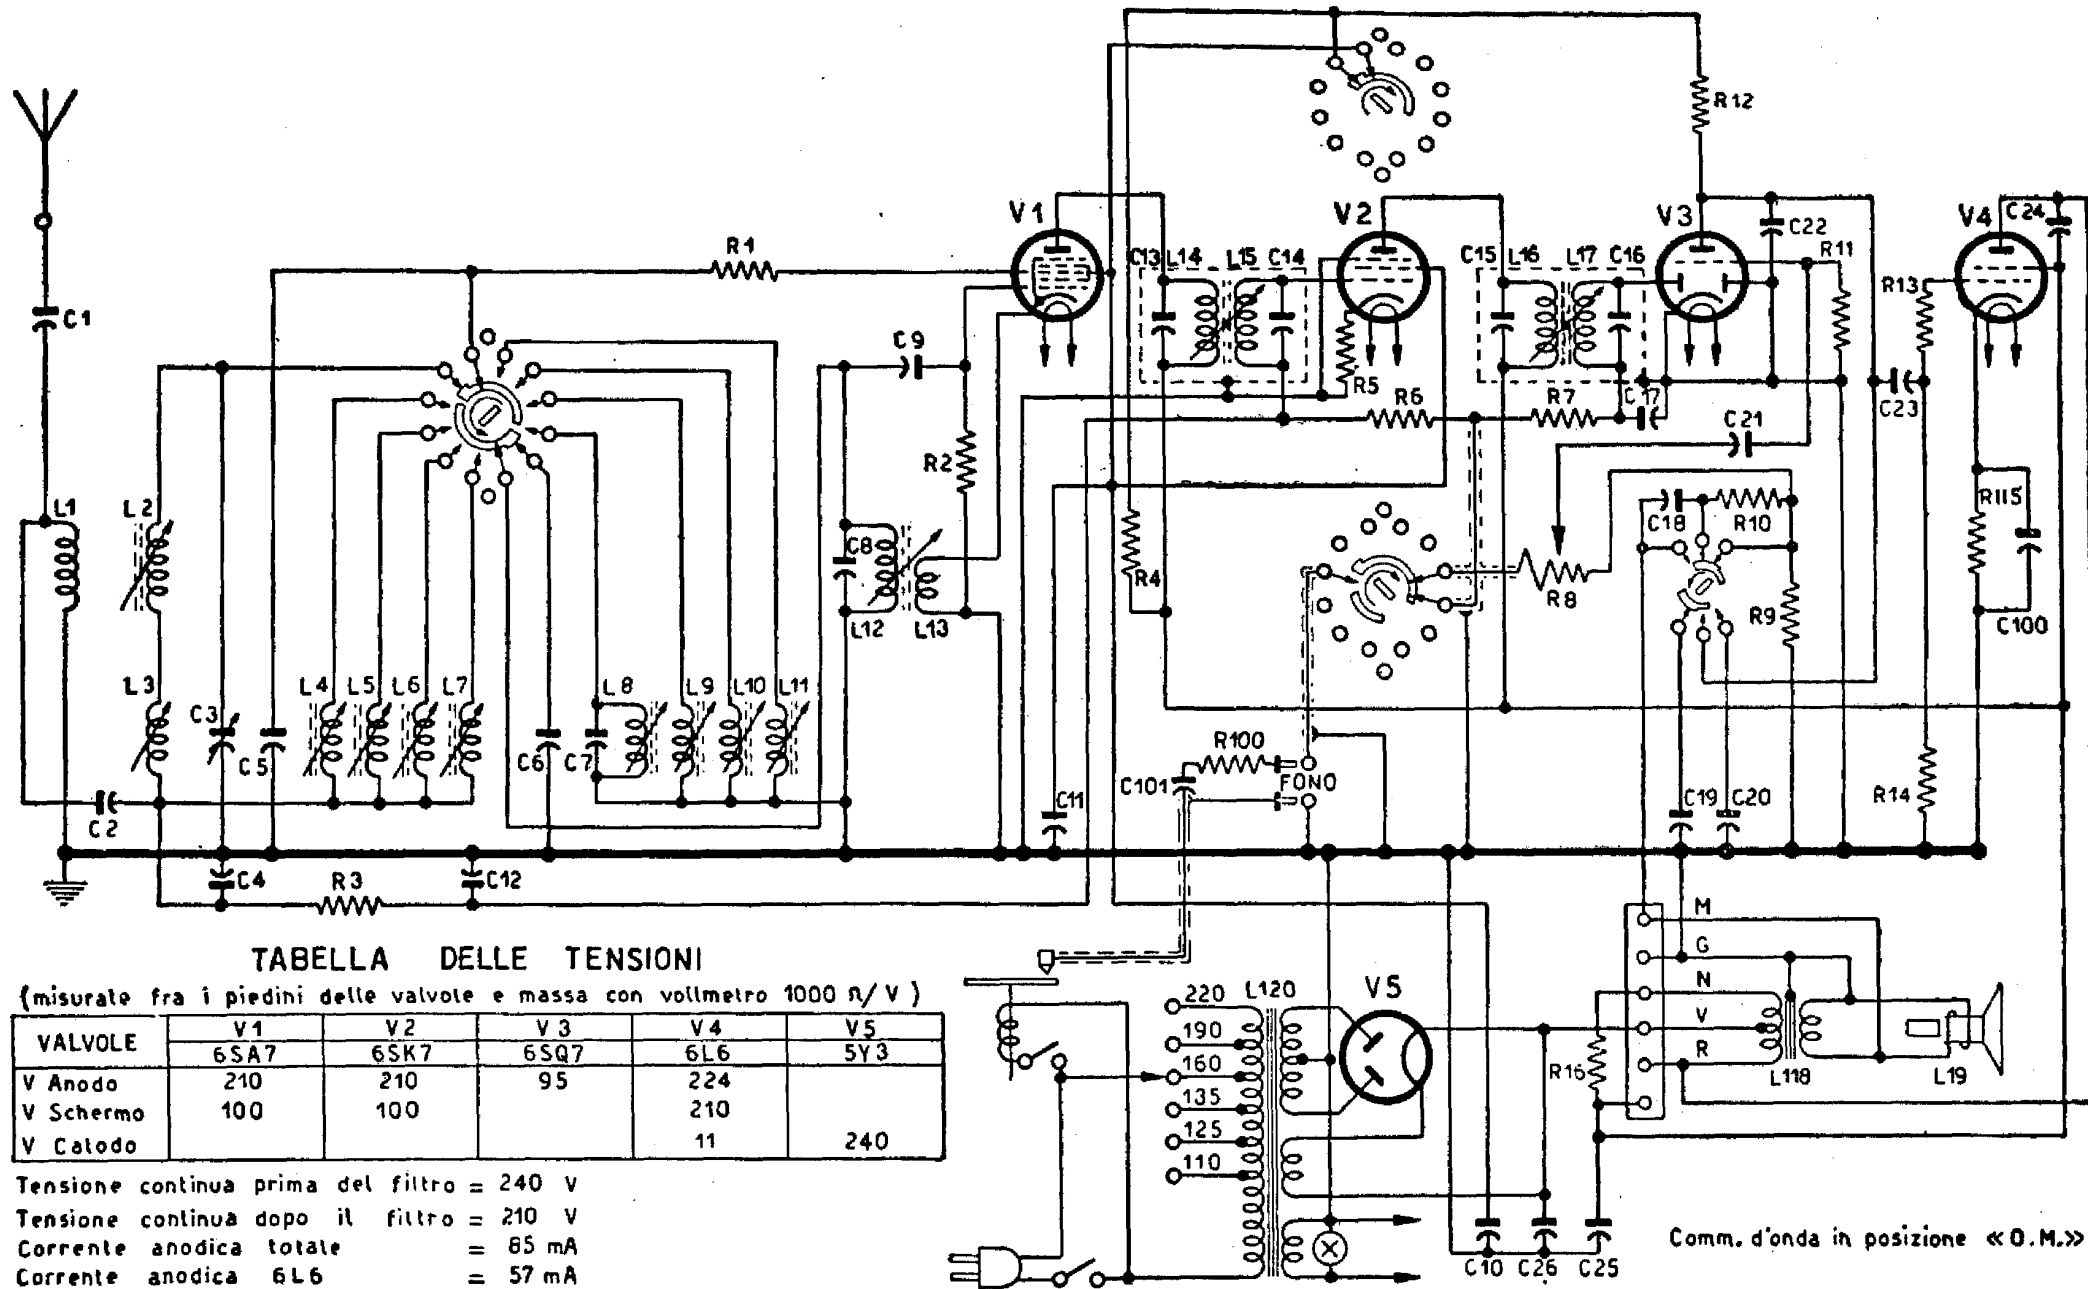 R12
V1
V2
V3
V4
C24
C22
R11
R1
C13 L14
L15 C14
C15 L16
L17 C16
R13
C1
C9
R5
R6
R7
C17
C23
C21
R2
L1
L2
C8
C18
R10
R115
R4
R8
R9
C100
L12
L13
L3
C3
C5
L4
L5
L6
L7
L8
L9
L10
L11
C6
C7
R100
C101
FONO
C2
C11
C19
C20
R14
C4
R3
C12
M
G
N
V
R
R16
L118
L19
TABELLA DELLE TENSIONI
(misurate fra i piedini delle valvole e massa con voltmetro 1000 Ω/V)
VALVOLE V1 V2 V3 V4 V5
6SA7 6SK7 6SQ7 6L6 5Y3
V Anodo 210 210 95 224
V Schermo 100 100 210
V Catodo 11 240
Tensione continua prima del filtro = 240 V
Tensione continua dopo il filtro = 210 V
Corrente anodica totale = 85 mA
Corrente anodica 6L6 = 57 mA
220
190
160
135
125
110
L120
V5
C10
C26
C25
Comm. d'onda in posizione «O.M.»